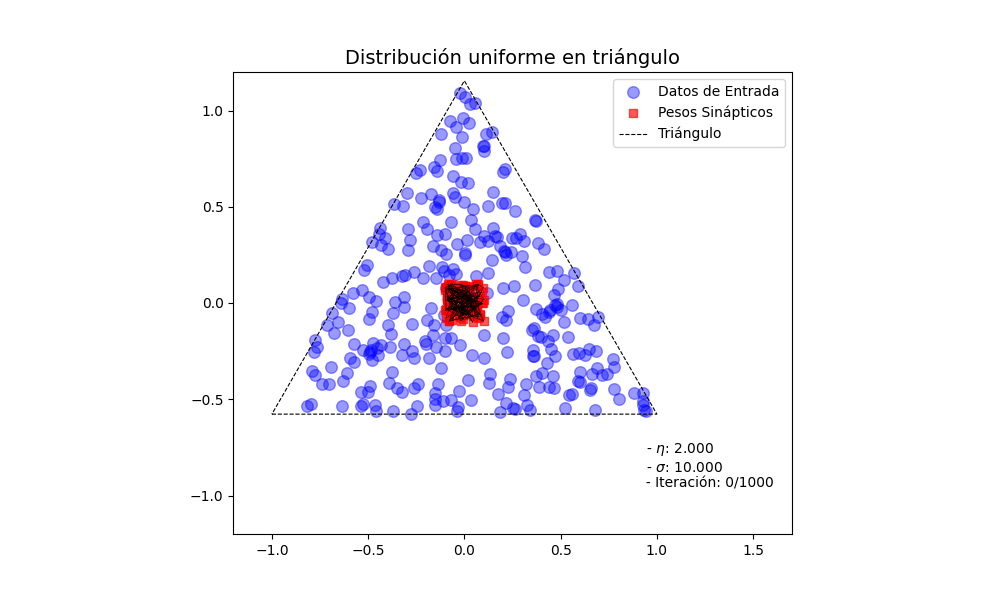 Distribución uniforme en triángulo
Datos de Entrada
Pesos Sinápticos
Triángulo
1.0
0.5
0.0
−0.5
−1.0
- η: 2.000
- σ: 10.000
- Iteración: 0/1000
−1.0 −0.5 0.0 0.5 1.0 1.5